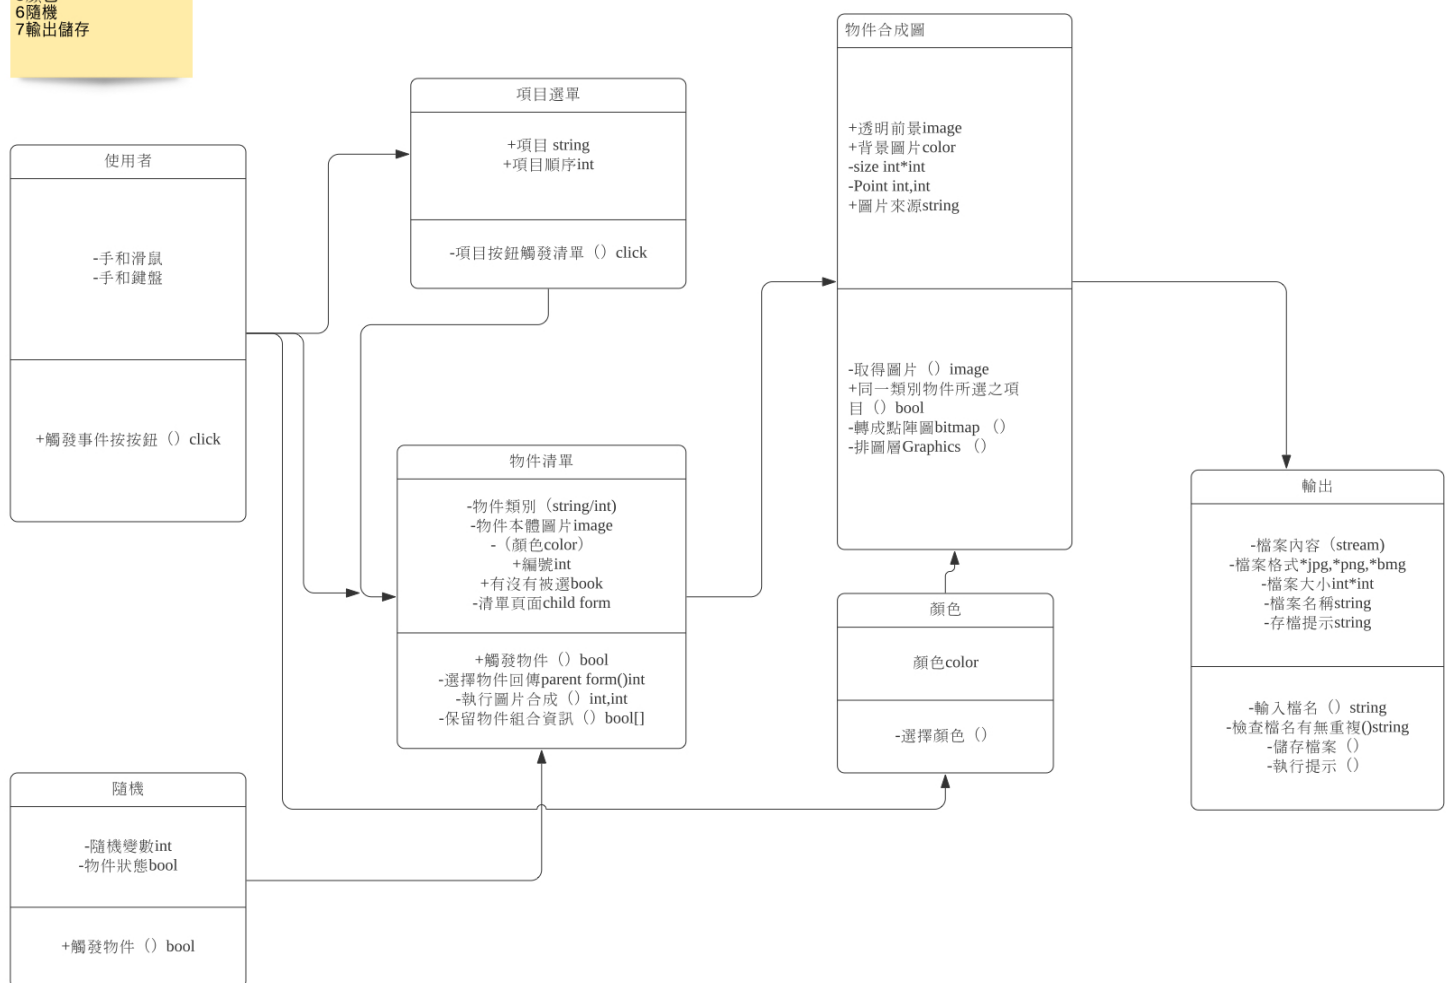 6隨機
7輸出儲存
使用者
-手和滑鼠
-手和鍵盤
+觸發事件按按鈕（）click
項目選單
+項目 string
+項目順序int
-項目按鈕觸發清單（）click
物件清單
-物件類別（string/int)
-物件本體圖片image
-（顏色color）
+編號int
+有沒有被選book
-清單頁面child form
+觸發物件（）bool
-選擇物件回傳parent form()int
-執行圖片合成（）int,int
-保留物件組合資訊（）bool[]
隨機
-隨機變數int
-物件狀態bool
+觸發物件（）bool
物件合成圖
+透明前景image
+背景圖片color
-size int*int
-Point int,int
+圖片來源string
-取得圖片（）image
+同一類別物件所選之項
目（）bool
-轉成點陣圖bitmap （）
-排圖層Graphics （）
顏色
顏色color
-選擇顏色（）
輸出
-檔案內容（stream)
-檔案格式*jpg,*png,*bmg
-檔案大小int*int
-檔案名稱string
-存檔提示string
-輸入檔名（）string
-檢查檔名有無重複()string
-儲存檔案（）
-執行提示（）